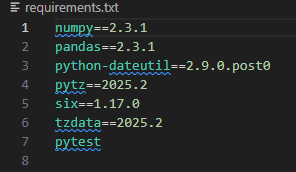 requirements.txt
1 numpy==2.3.1
2 pandas==2.3.1
3 python-dateutil==2.9.0.post0
4 pytz==2025.2
5 six==1.17.0
6 tzdata==2025.2
7 pytest
8